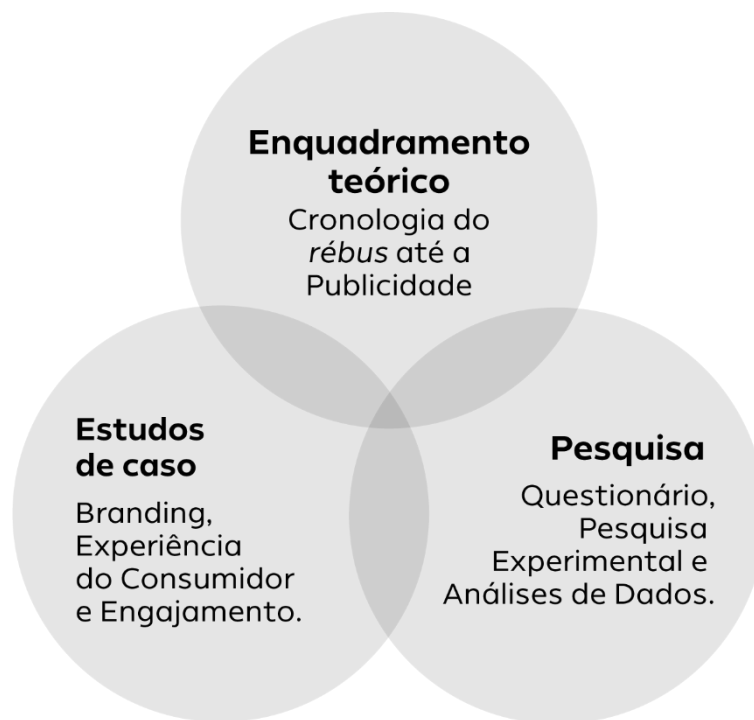 Enquadramento
teórico
Cronologia do
rébus até a
Publicidade
Estudos
de caso
Branding,
Experiência
do Consumidor
e Engajamento.
Pesquisa
Questionário,
Pesquisa
Experimental e
Análises de Dados.